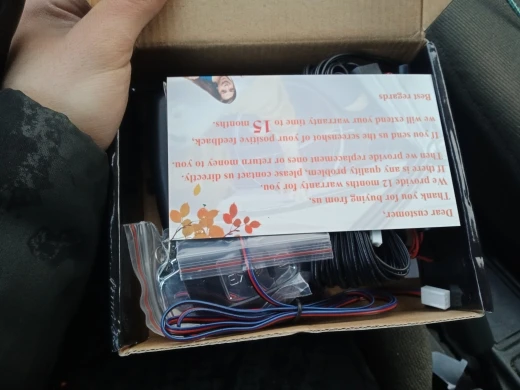 Dear customer,
Thank you for buying from us,
We provide 12 months warranty for you.
If there is any quality problem, please contact us directly.
Then we provide replacement ones or return to money to you.
If you send us the screenshot of your positive feedback,
we will extend your warranty time to 15 months.
Best regards